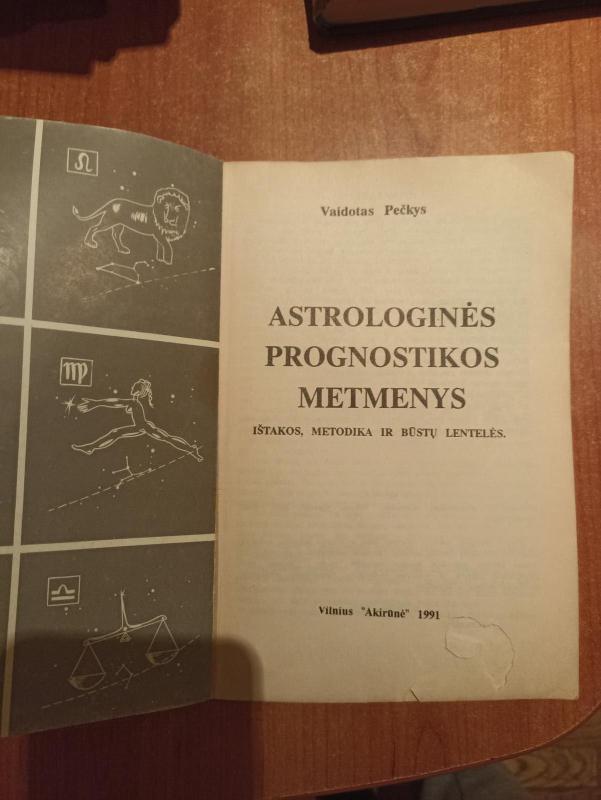 Vaidotas Pečkys
ASTROLOGINĖS
PROGNOSTIKOS
METMENYS
IŠTAKOS, METODIKA IR BŪSTŲ LENTELĖS.
Vilnius "Akirūnė" 1991